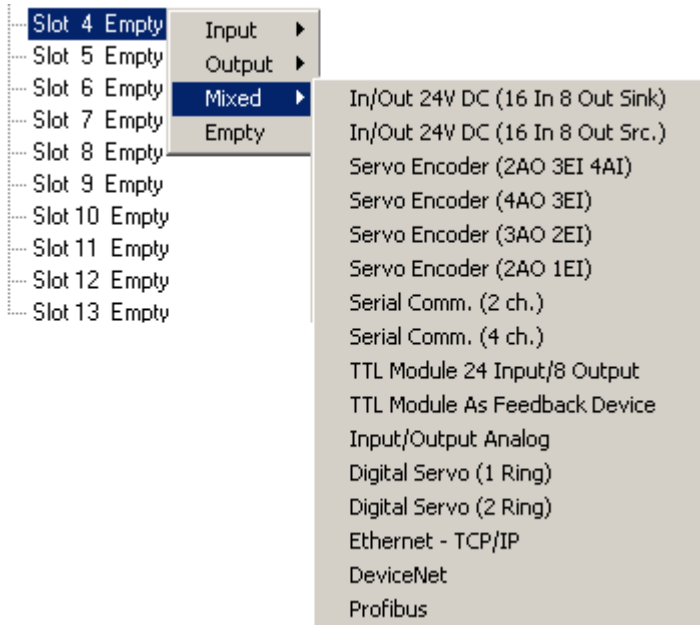 Slot 4 Empty
Slot 5 Empty
Slot 6 Empty
Slot 7 Empty
Slot 8 Empty
Slot 9 Empty
Slot 10 Empty
Slot 11 Empty
Slot 12 Empty
Slot 13 Empty
Input
Output
Mixed
Empty
In/Out 24V DC (16 In 8 Out Sink)
In/Out 24V DC (16 In 8 Out Src.)
Servo Encoder (2AO 3EI 4AI)
Servo Encoder (4AO 3EI)
Servo Encoder (3AO 2EI)
Servo Encoder (2AO 1EI)
Serial Comm. (2 ch.)
Serial Comm. (4 ch.)
TTL Module 24 Input/8 Output
TTL Module As Feedback Device
Input/Output Analog
Digital Servo (1 Ring)
Digital Servo (2 Ring)
Ethernet - TCP/IP
DeviceNet
Profibus